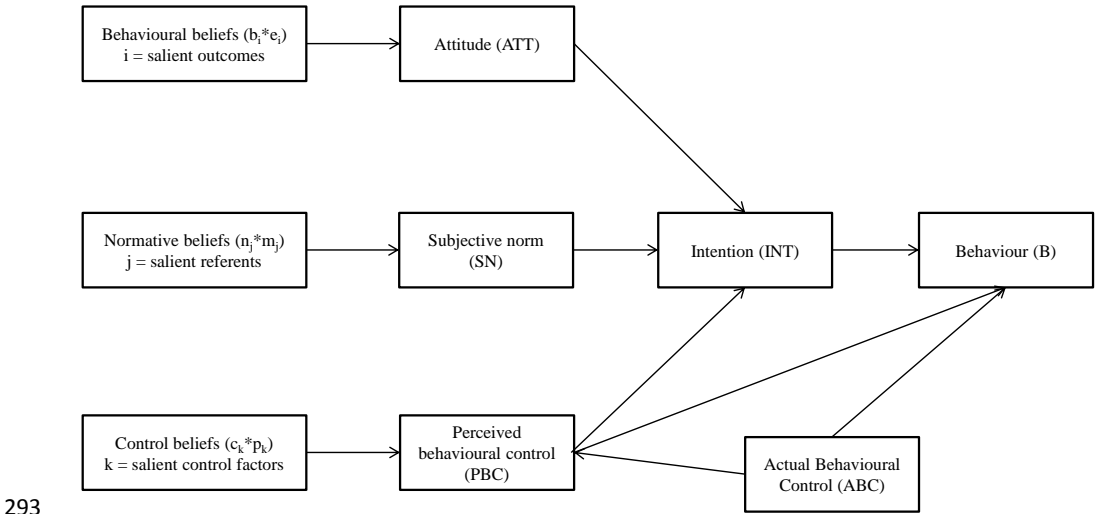 Behavioural beliefs (bᵢ*eᵢ)
i = salient outcomes
Attitude (ATT)
Normative beliefs (nⱼ*mⱼ)
j = salient referents
Subjective norm
(SN)
Intention (INT)
Behaviour (B)
Control beliefs (cₖ*pₖ)
k = salient control factors
Perceived
behavioural control
(PBC)
Actual Behavioural
Control (ABC)
293